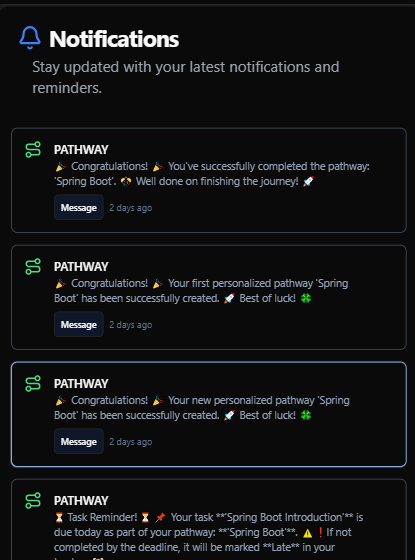 Notifications
Stay updated with your latest notifications and
reminders.
PATHWAY
🎉 Congratulations! 🎉 You've successfully completed the pathway:
'Spring Boot'. 🎊 Well done on finishing the journey! 🚀
Message 2 days ago
PATHWAY
🎉 Congratulations! 🎉 Your first personalized pathway 'Spring
Boot' has been successfully created. 🚀 Best of luck! 🍀
Message 2 days ago
PATHWAY
🎉 Congratulations! 🎉 Your new personalized pathway 'Spring
Boot' has been successfully created. 🚀 Best of luck! 🍀
Message 2 days ago
PATHWAY
⏳ Task Reminder! ⏳ 📌 Your task **'Spring Boot Introduction'** is
due today as part of your pathway: **'Spring Boot'**. ⚠️ ❗ If not
completed by the deadline, it will be marked **Late** in your